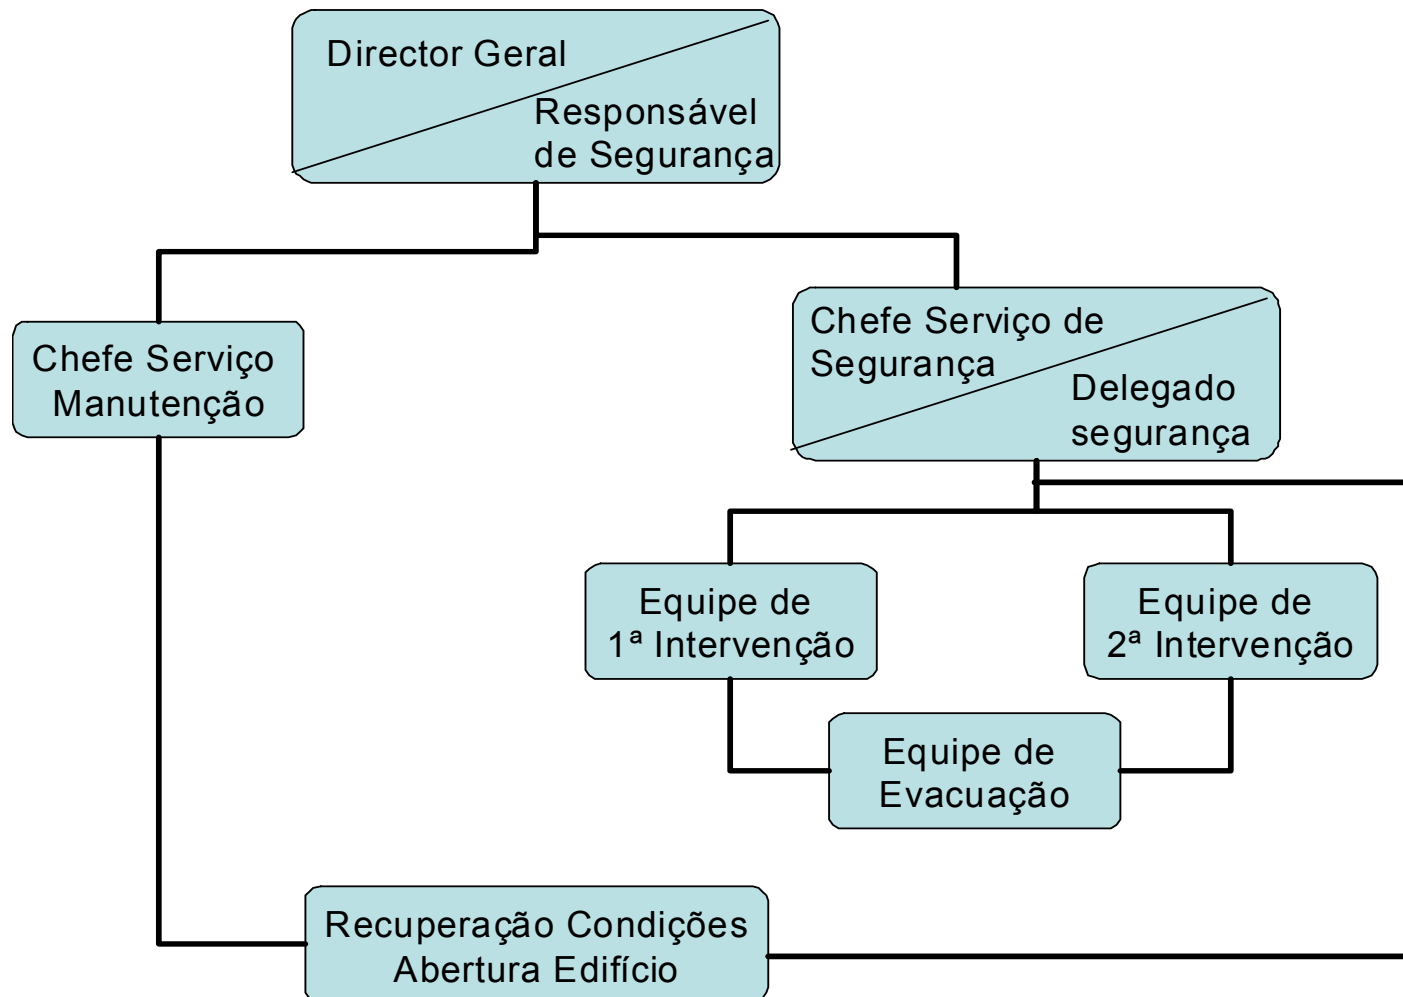 Director Geral
Responsável
de Segurança
Chefe Serviço de
Segurança
Delegado
segurança
Chefe Serviço
Manutenção
Equipe de
1ª Intervenção
Equipe de
2ª Intervenção
Equipe de
Evacuação
Recuperação Condições
Abertura Edifício